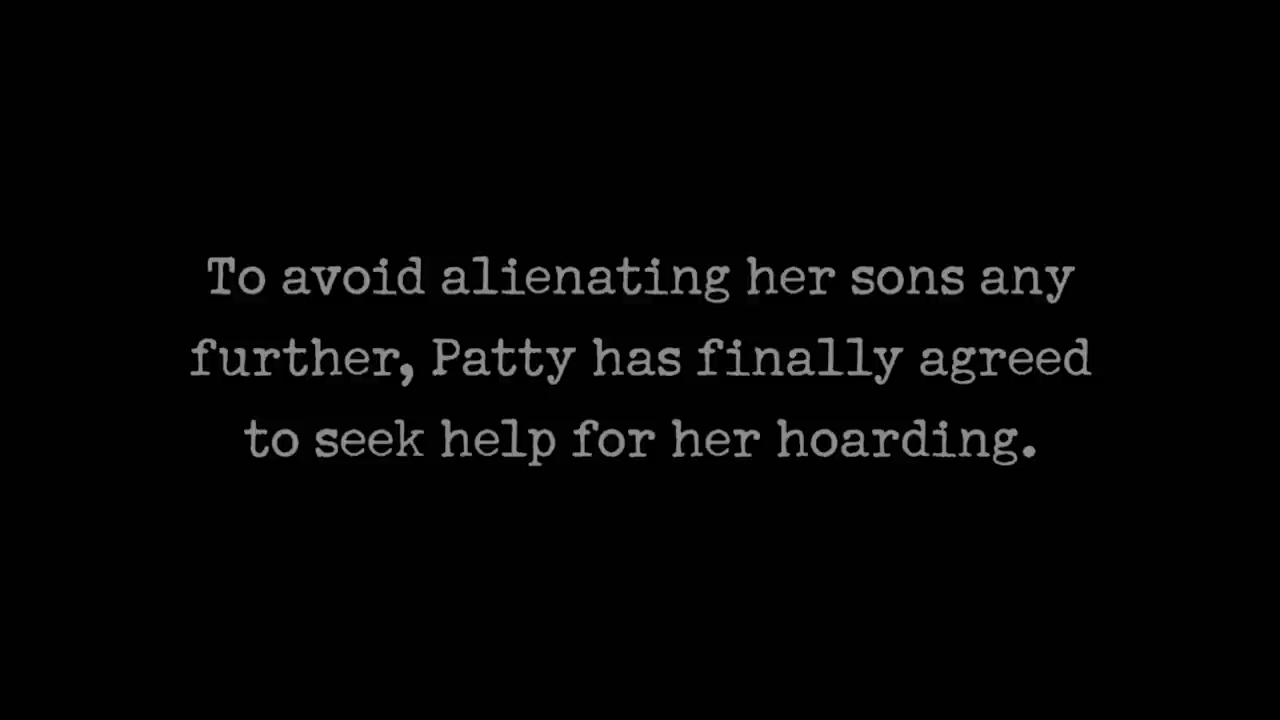 To avoid alienating her sons any
further, Patty has finally agreed
to seek help for her hoarding.